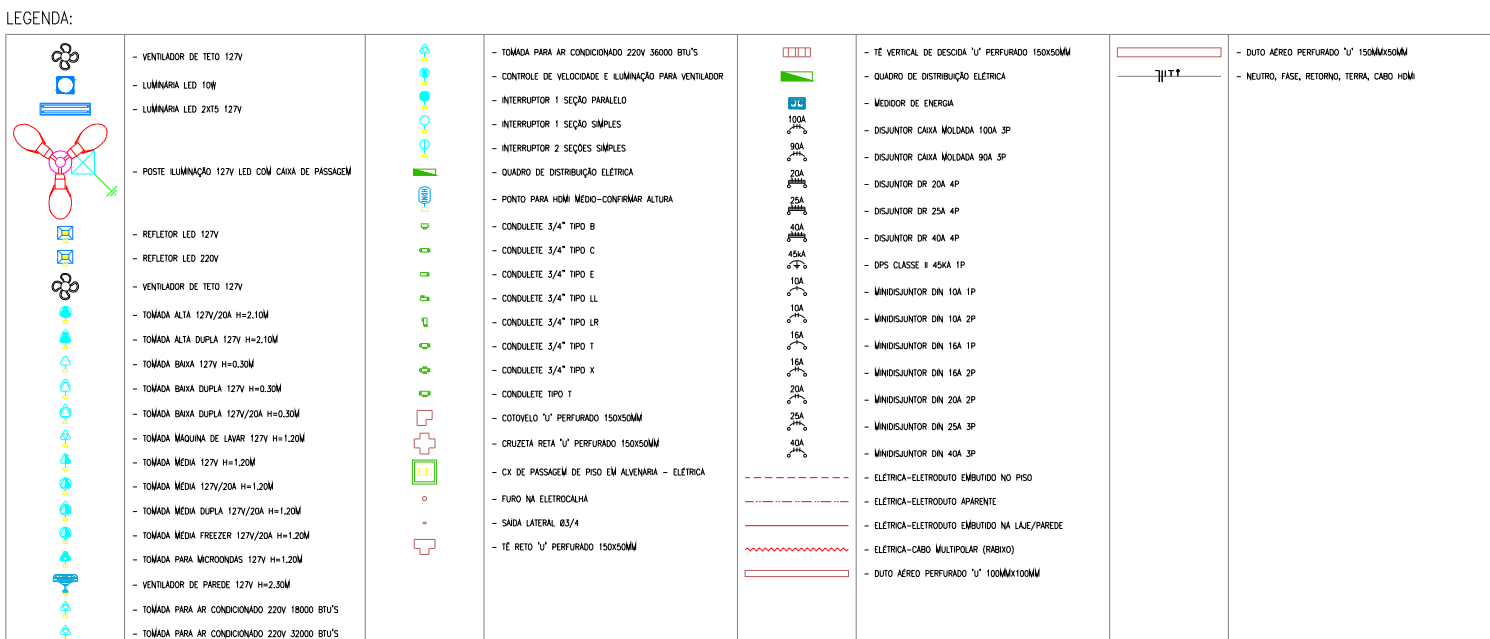 LEGENDA:
- VENTILADOR DE TETO 127V
- LUMINÁRIA LED 10W
- LUMINÁRIA LED 2XT5 127V
- POSTE ILUMINAÇÃO 127V LED COM CAIXA DE PASSAGEM
- REFLETOR LED 127V
- REFLETOR LED 220V
- VENTILADOR DE TETO 127V
- TOMADA ALTA 127V/20A H=2,10M
- TOMADA ALTA DUPLA 127V H=2,10M
- TOMADA BAIXA 127V H=0.30M
- TOMADA BAIXA DUPLA 127V H=0.30M
- TOMADA BAIXA DUPLA 127V/20A H=0.30M
- TOMADA MÁQUINA DE LAVAR 127V H=1.20M
- TOMADA MÉDIA 127V H=1,20M
- TOMADA MÉDIA 127V/20A H=1,20M
- TOMADA MÉDIA DUPLA 127V/20A H=1,20M
- TOMADA MÉDIA FREEZER 127V/20A H=1,20M
- TOMADA PARA MICROONDAS 127V H=1,20M
- VENTILADOR DE PAREDE 127V H=2,30M
- TOMADA PARA AR CONDICIONADO 220V 18000 BTU'S
- TOMADA PARA AR CONDICIONADO 220V 32000 BTU'S
- TOMADA PARA AR CONDICIONADO 220V 36000 BTU'S
- CONTROLE DE VELOCIDADE E ILUMINAÇÃO PARA VENTILADOR
- INTERRUPTOR 1 SEÇÃO PARALELO
- INTERRUPTOR 1 SEÇÃO SIMPLES
- INTERRUPTOR 2 SEÇÕES SIMPLES
- QUADRO DE DISTRIBUIÇÃO ELÉTRICA
HDMI
- PONTO PARA HDMI MÉDIO-CONFIRMAR ALTURA
- CONDULETE 3/4" TIPO B
- CONDULETE 3/4" TIPO C
- CONDULETE 3/4" TIPO E
- CONDULETE 3/4" TIPO LL
- CONDULETE 3/4" TIPO LR
- CONDULETE 3/4" TIPO T
- CONDULETE 3/4" TIPO X
- CONDULETE TIPO T
- COTOVELO "U" PERFURADO 150X50MM
- CRUZETA RETA "U" PERFURADO 150X50MM
- CX DE PASSAGEM DE PISO EM ALVENARIA - ELÉTRICA
- FURO NA ELETROCALHA
- SAÍDA LATERAL Ø3/4
- TÊ RETO "U" PERFURADO 150X50MM
- TÊ VERTICAL DE DESCIDA "U" PERFURADO 150X50MM
- QUADRO DE DISTRIBUIÇÃO ELÉTRICA
- MEDIDOR DE ENERGIA
100A
- DISJUNTOR CAIXA MOLDADA 100A 3P
90A
- DISJUNTOR CAIXA MOLDADA 90A 3P
20A
- DISJUNTOR DR 20A 4P
25A
- DISJUNTOR DR 25A 4P
40A
- DISJUNTOR DR 40A 4P
45kA
- DPS CLASSE II 45KA 1P
10A
- MINIDISJUNTOR DIN 10A 1P
10A
- MINIDISJUNTOR DIN 10A 2P
16A
- MINIDISJUNTOR DIN 16A 1P
16A
- MINIDISJUNTOR DIN 16A 2P
20A
- MINIDISJUNTOR DIN 20A 2P
25A
- MINIDISJUNTOR DIN 25A 3P
40A
- MINIDISJUNTOR DIN 40A 3P
- ELÉTRICA-ELETRODUTO EMBUTIDO NO PISO
- ELÉTRICA-ELETRODUTO APARENTE
- ELÉTRICA-ELETRODUTO EMBUTIDO NA LAJE/PAREDE
- ELÉTRICA-CABO MULTIPOLAR (RABIXO)
- DUTO AÉREO PERFURADO "U" 100MMX100MM
- DUTO AÉREO PERFURADO "U" 150MMX50MM
- NEUTRO, FASE, RETORNO, TERRA, CABO HDMI